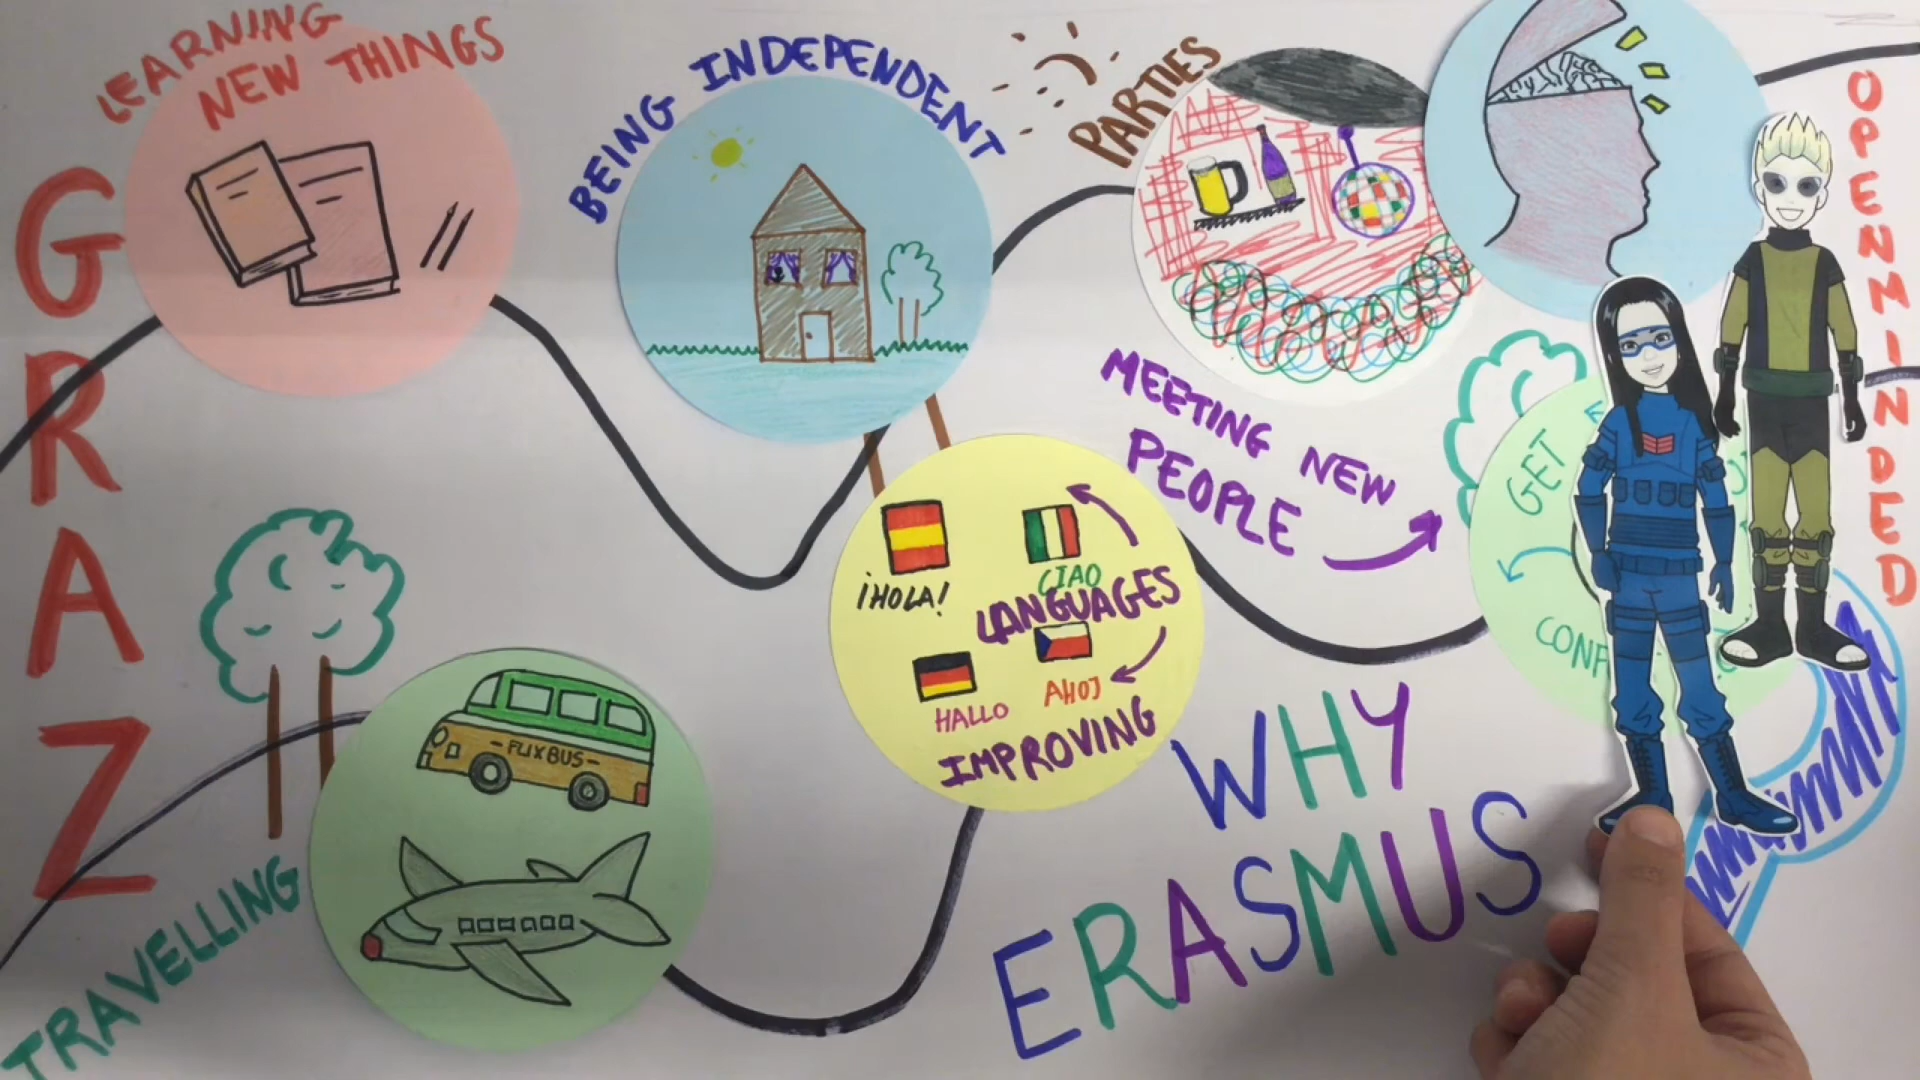 LEARNING
NEW THINGS
BEING INDEPENDENT
PARTIES
OPENMINDED
GRAZ
MEETING NEW
PEOPLE
GET
¡HOLA!
CIAO
LANGUAGES
HALLO
AHOJ
IMPROVING
FLIXBUS
TRAVELLING
WHY
ERASMUS